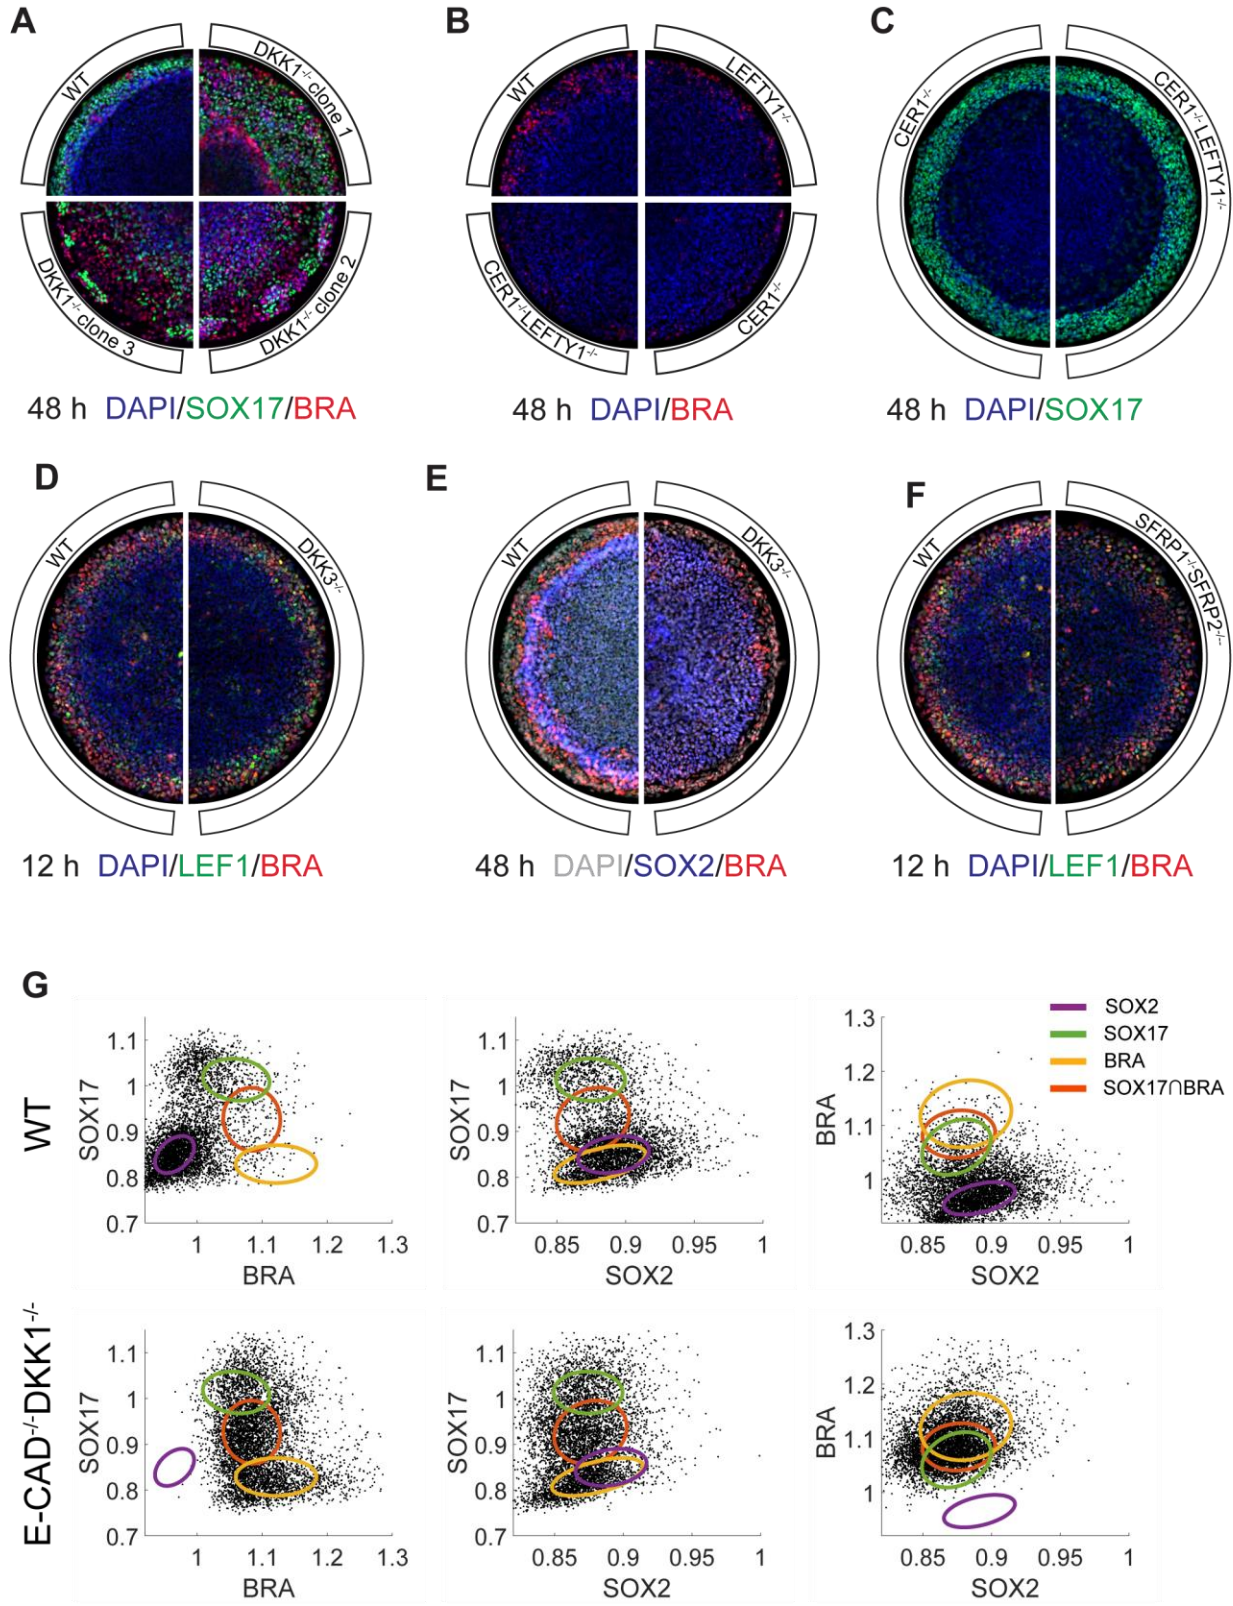 A
WT
DKK1-/- clone 1
DKK1-/- clone 3
DKK1-/- clone 2
48 h DAPI/SOX17/BRA
B
WT
LEFTY1-/-
CER1-/-LEFTY1-/-
CER1-/-
48 h DAPI/BRA
C
CER1-/-
CER1-/-LEFTY1-/-
48 h DAPI/SOX17
D
WT
DKK3-/-
12 h DAPI/LEF1/BRA
E
WT
DKK3-/-
48 h DAPI/SOX2/BRA
F
WT
SFRP1-/-SFRP2-/-
12 h DAPI/LEF1/BRA
G
WT
SOX17
1.1
1
0.9
0.8
0.7
1 1.1 1.2 1.3
BRA
SOX17
1.1
1
0.9
0.8
0.7
0.85 0.9 0.95 1
SOX2
BRA
1.3
1.2
1.1
1
0.85 0.9 0.95 1
SOX2
SOX2
SOX17
BRA
SOX17∩BRA
E-CAD-/-DKK1-/-
SOX17
1.1
1
0.9
0.8
0.7
1 1.1 1.2 1.3
BRA
SOX17
1.1
1
0.9
0.8
0.7
0.85 0.9 0.95 1
SOX2
BRA
1.3
1.2
1.1
1
0.85 0.9 0.95 1
SOX2